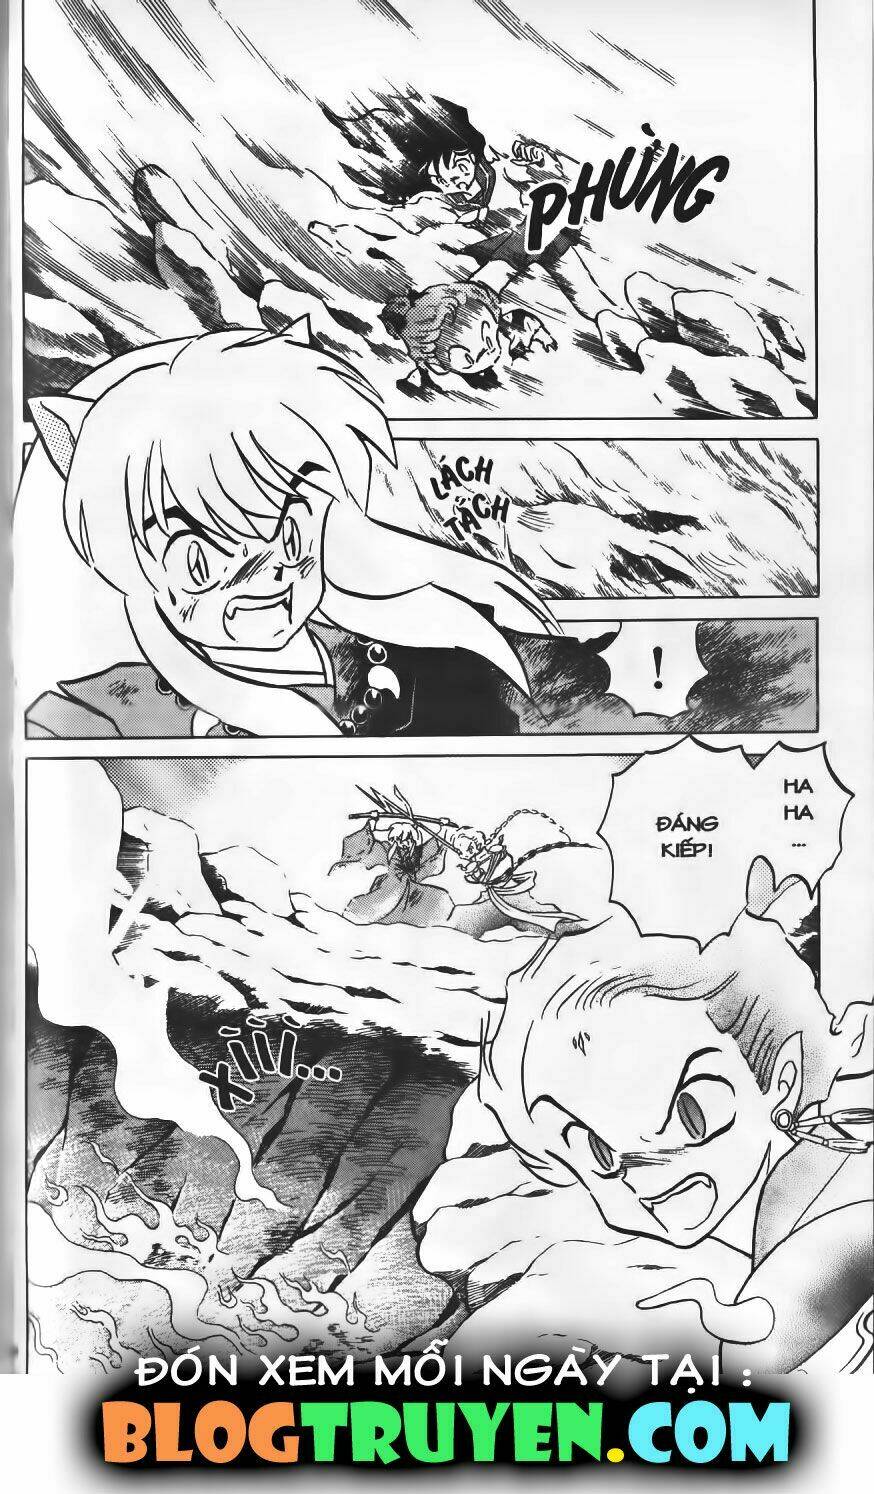 PHÙNG
LÁCH
TÁCH
!
HA
HA
...
ĐÁNG
KIẾP!
XÌÌÌ...
ĐÓN XEM MỖI NGÀY TẠI :
BLOGTRUYEN.COM